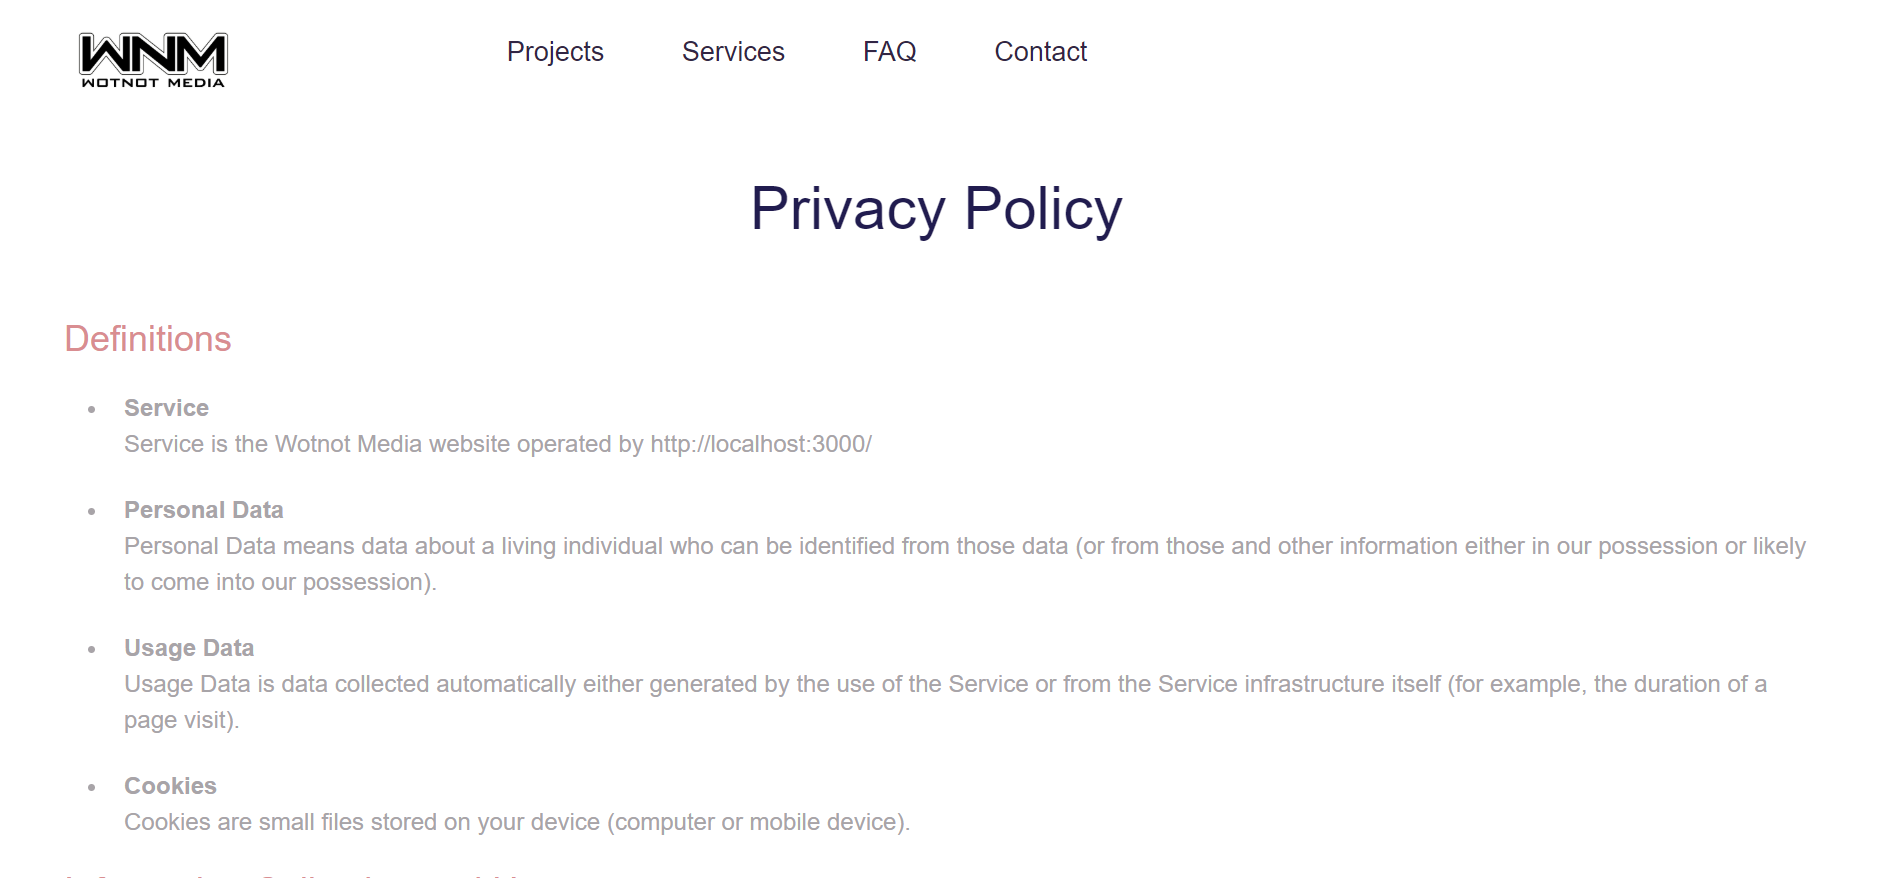 WNM
WOTNOT MEDIA
Projects Services FAQ Contact
Privacy Policy
Definitions
• Service
Service is the Wotnot Media website operated by http://localhost:3000/
• Personal Data
Personal Data means data about a living individual who can be identified from those data (or from those and other information either in our possession or likely
to come into our possession).
• Usage Data
Usage Data is data collected automatically either generated by the use of the Service or from the Service infrastructure itself (for example, the duration of a
page visit).
• Cookies
Cookies are small files stored on your device (computer or mobile device).